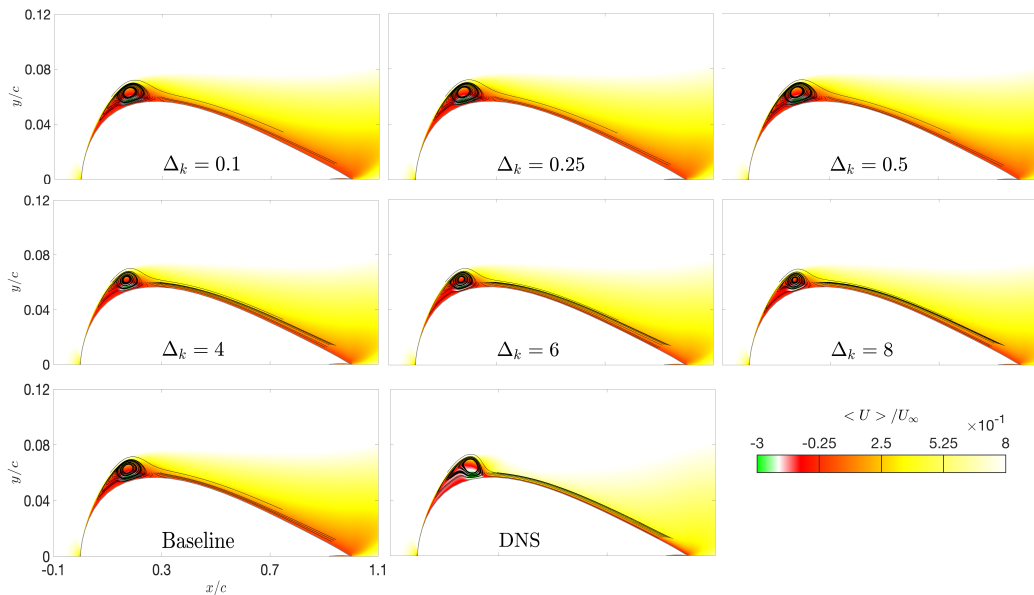 0.12
y/c
0.08
0.04
0
Δ_k = 0.1
Δ_k = 0.25
Δ_k = 0.5
0.12
y/c
0.08
0.04
0
Δ_k = 4
Δ_k = 6
Δ_k = 8
0.12
y/c
0.08
0.04
0
Baseline
DNS
-0.1 0.3 0.7 1.1
x/c
< U > /U_∞
×10^-1
-3 -0.25 2.5 5.25 8